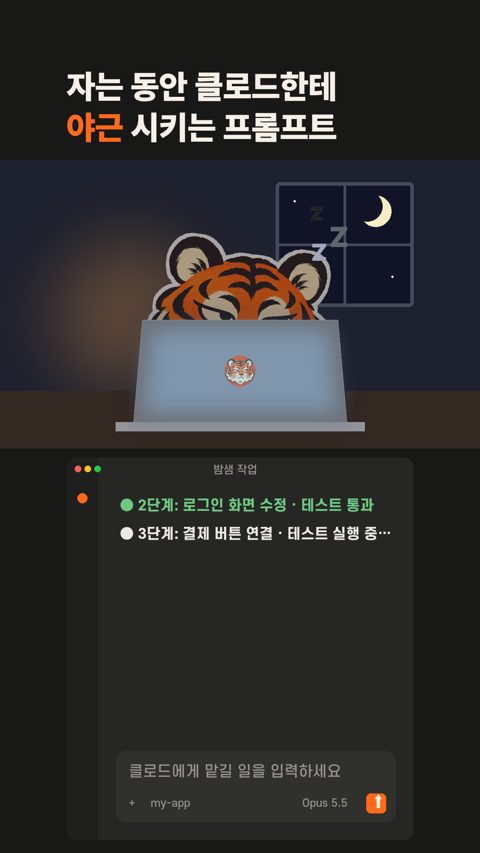 자는 동안 클로드한테
야근 시키는 프롬프트
z
Z
Z
밤샘 작업
2단계: 로그인 화면 수정 · 테스트 통과
3단계: 결제 버튼 연결 · 테스트 실행 중…
클로드에게 맡길 일을 입력하세요
+ my-app Opus 5.5